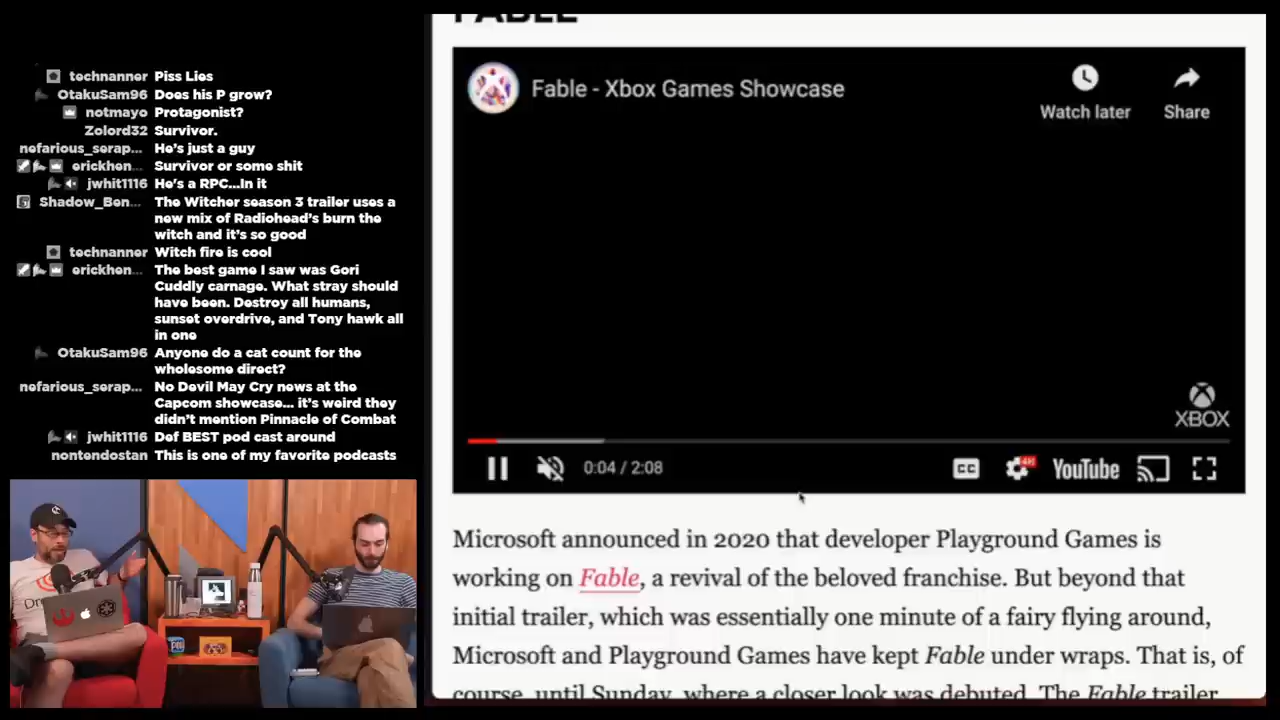 technanner Piss Lies
OtakuSam96 Does his P grow?
notmayo Protagonist?
Zolord32 Survivor.
nefarious_serap... He's just a guy
erickhen... Survivor or some shit
jwhit1116 He's a RPC...In it
Shadow_Ben... The Witcher season 3 trailer uses a
new mix of Radiohead's burn the
witch and it's so good
technanner Witch fire is cool
erickhen... The best game I saw was Gori
Cuddly carnage. What stray should
have been. Destroy all humans,
sunset overdrive, and Tony hawk all
in one
OtakuSam96 Anyone do a cat count for the
wholesome direct?
nefarious_serap... No Devil May Cry news at the
Capcom showcase... it's weird they
didn't mention Pinnacle of Combat
jwhit1116 Def BEST pod cast around
nontendostan This is one of my favorite podcasts
FABLE
Fable - Xbox Games Showcase
Watch later
Share
XBOX
0:04 / 2:08
CC
YouTube
Microsoft announced in 2020 that developer Playground Games is
working on Fable, a revival of the beloved franchise. But beyond that
initial trailer, which was essentially one minute of a fairy flying around,
Microsoft and Playground Games have kept Fable under wraps. That is, of
course, until Sunday, where a closer look was debuted. The Fable trailer